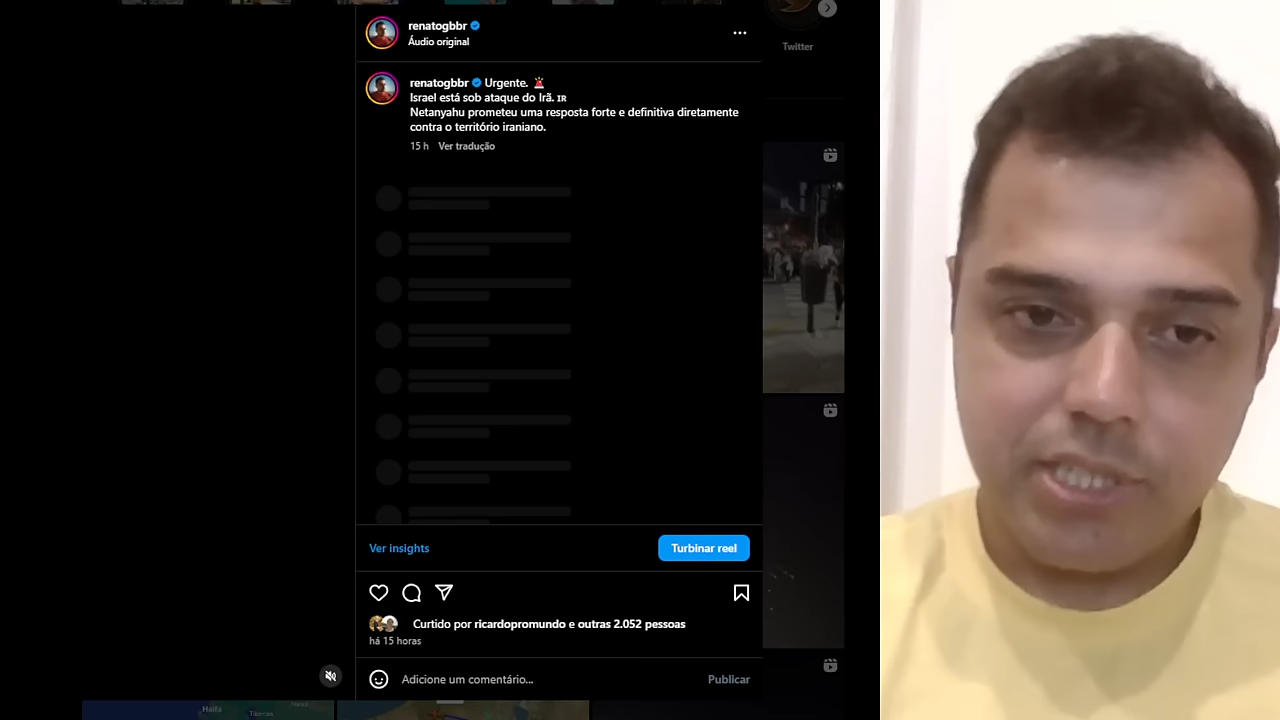 renatogbbr
Áudio original
Twitter
renatogbbr Urgente. 🚨
Israel está sob ataque do Irã. 🇮🇷
Netanyahu prometeu uma resposta forte e definitiva diretamente
contra o território iraniano.
15 h Ver tradução
Ver insights
Turbinar reel
Curtido por ricardopromundo e outras 2.052 pessoas
há 15 horas
Adicione um comentário...
Publicar
Haifa
Tiberias